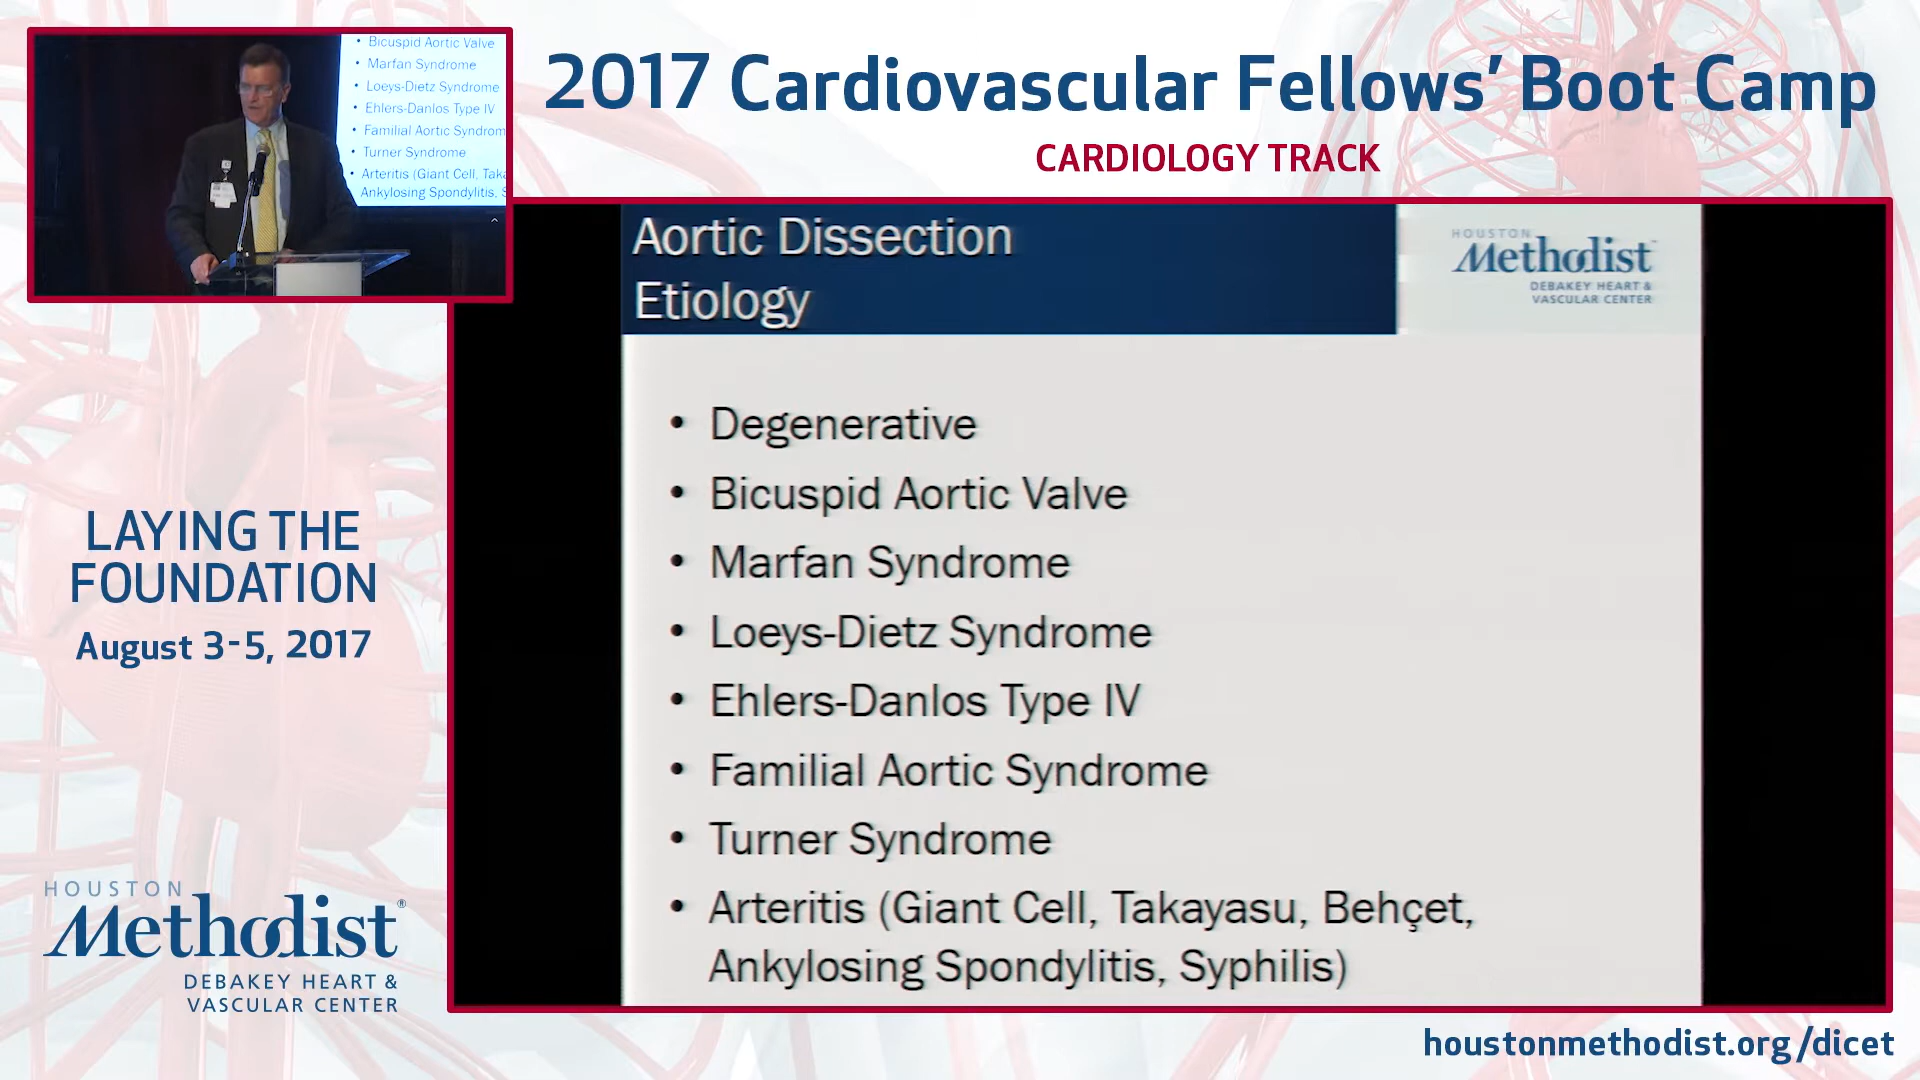 • Bicuspid Aortic Valve
• Marfan Syndrome
• Loeys-Dietz Syndrome
• Ehlers-Danlos Type IV
• Familial Aortic Syndrom
• Turner Syndrome
• Arteritis (Giant Cell, Taka
Ankylosing Spondylitis, S
2017 Cardiovascular Fellows’ Boot Camp
CARDIOLOGY TRACK
Aortic Dissection
Etiology
HOUSTON
Methodist
DEBAKEY HEART &
VASCULAR CENTER
• Degenerative
• Bicuspid Aortic Valve
• Marfan Syndrome
• Loeys-Dietz Syndrome
• Ehlers-Danlos Type IV
• Familial Aortic Syndrome
• Turner Syndrome
• Arteritis (Giant Cell, Takayasu, Behçet,
Ankylosing Spondylitis, Syphilis)
LAYING THE
FOUNDATION
August 3-5, 2017
HOUSTON
Methodist®
DEBAKEY HEART &
VASCULAR CENTER
houstonmethodist.org/dicet